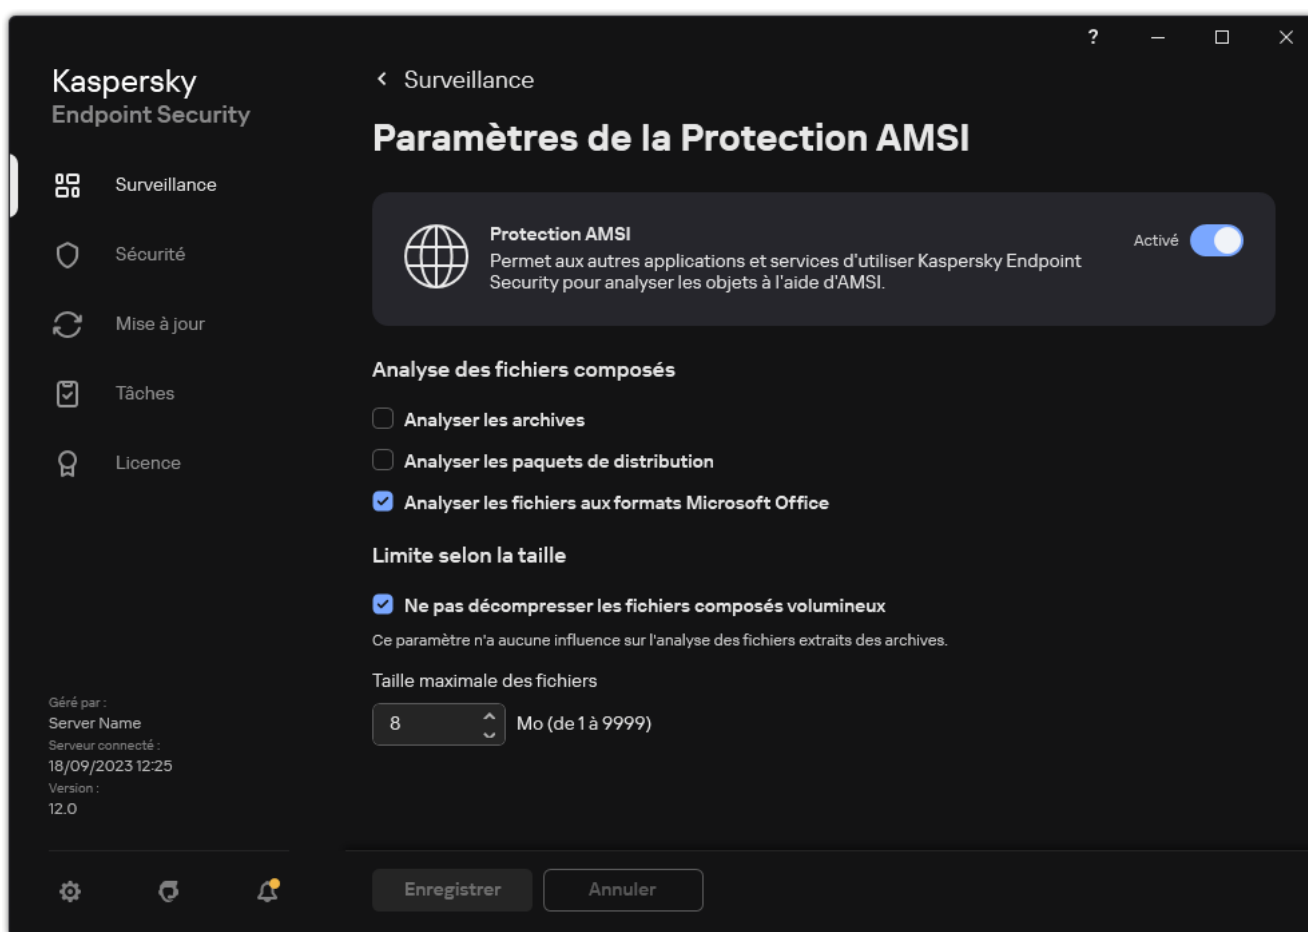 ?
Kaspersky
Endpoint Security
Surveillance
Sécurité
Mise à jour
Tâches
Licence
Géré par :
Server Name
Serveur connecté :
18/09/2023 12:25
Version :
12.0
Surveillance
Paramètres de la Protection AMSI
Protection AMSI
Permet aux autres applications et services d'utiliser Kaspersky Endpoint
Security pour analyser les objets à l'aide d'AMSI.
Activé
Analyse des fichiers composés
Analyser les archives
Analyser les paquets de distribution
Analyser les fichiers aux formats Microsoft Office
Limite selon la taille
Ne pas décompresser les fichiers composés volumineux
Ce paramètre n'a aucune influence sur l'analyse des fichiers extraits des archives.
Taille maximale des fichiers
8 Mo (de 1 à 9999)
Enregistrer Annuler